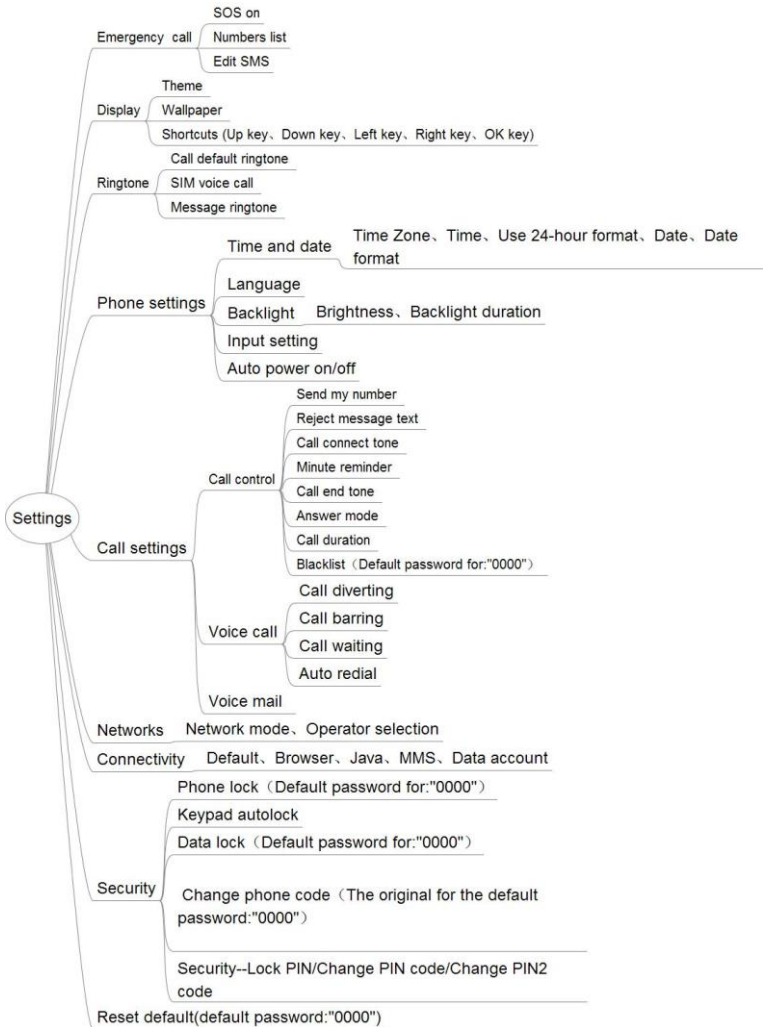 SOS on
Emergency call
Numbers list
Edit SMS
Theme
Display
Wallpaper
Shortcuts (Up key、Down key、Left key、Right key、OK key)
Call default ringtone
Ringtone
SIM voice call
Message ringtone
Time and date
Time Zone、Time、Use 24-hour format、Date、Date
format
Language
Phone settings
Backlight
Brightness、Backlight duration
Input setting
Auto power on/off
Send my number
Reject message text
Call connect tone
Minute reminder
Call control
Call end tone
Answer mode
Call duration
Blacklist（Default password for:"0000"）
Settings
Call settings
Call diverting
Call barring
Voice call
Call waiting
Auto redial
Voice mail
Networks
Network mode、Operator selection
Connectivity
Default、Browser、Java、MMS、Data account
Phone lock（Default password for:"0000"）
Keypad autolock
Data lock（Default password for:"0000"）
Security
Change phone code（The original for the default
password:"0000"）
Security--Lock PIN/Change PIN code/Change PIN2
code
Reset default(default password:"0000")